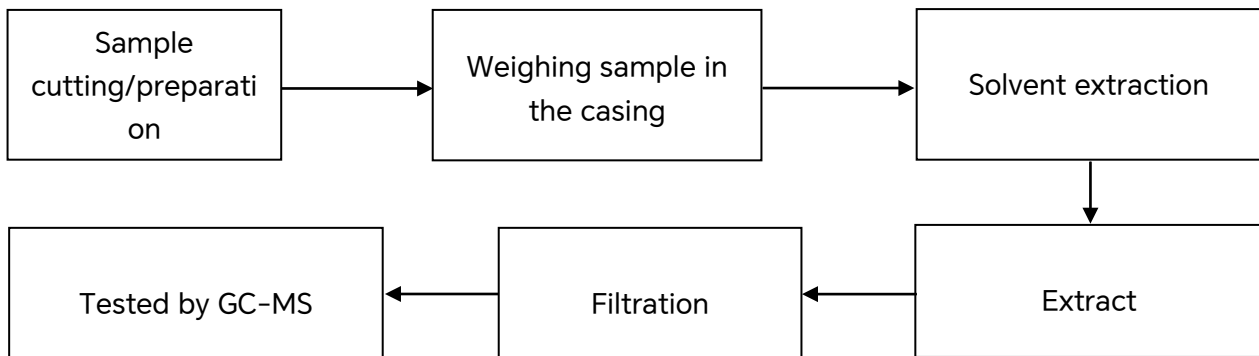 Sample
cutting/preparati
on
Weighing sample in
the casing
Solvent extraction
Tested by GC-MS
Filtration
Extract